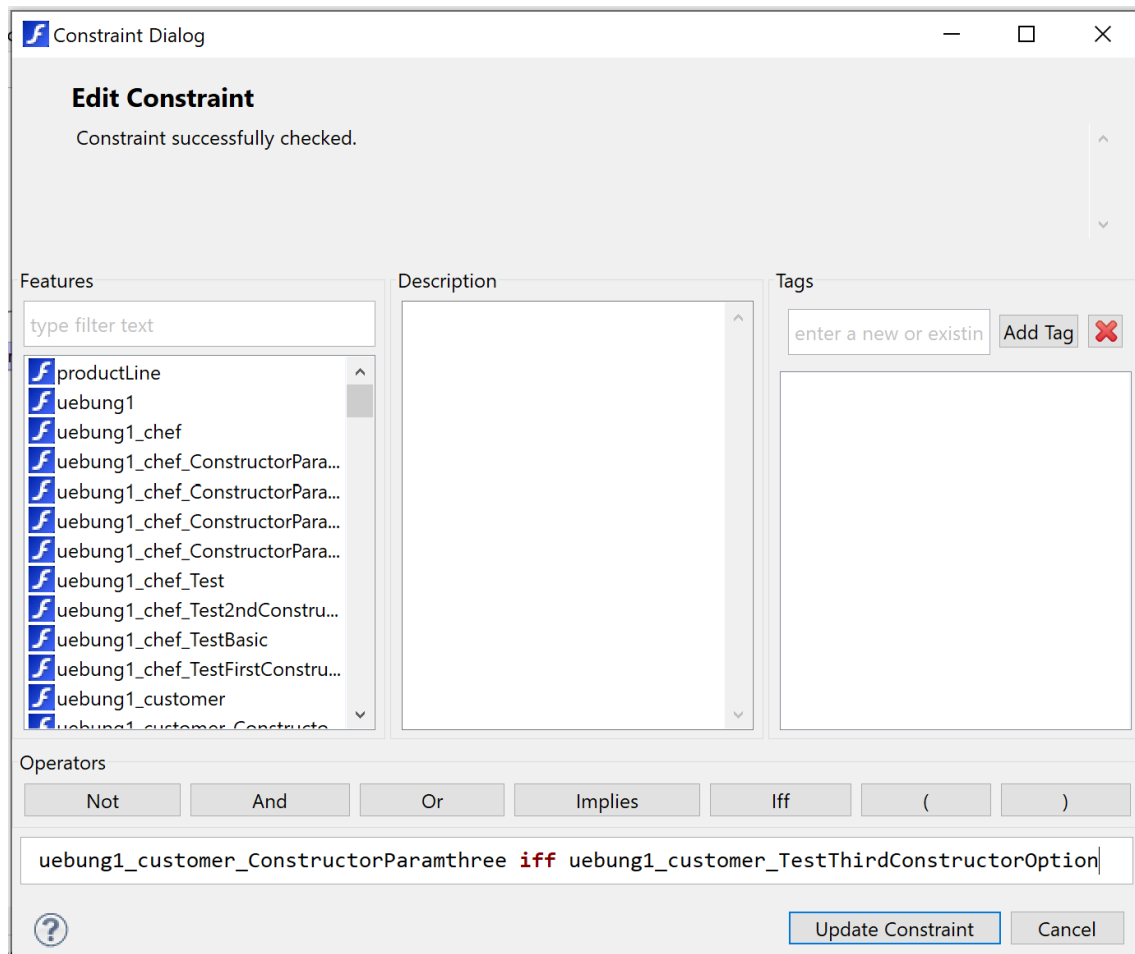 Constraint Dialog
Edit Constraint
Constraint successfully checked.
Features
Description
Tags
type filter text
enter a new or existin
Add Tag
productLine
uebung1
uebung1_chef
uebung1_chef_ConstructorPara...
uebung1_chef_ConstructorPara...
uebung1_chef_ConstructorPara...
uebung1_chef_ConstructorPara...
uebung1_chef_Test
uebung1_chef_Test2ndConstru...
uebung1_chef_TestBasic
uebung1_chef_TestFirstConstru...
uebung1_customer
uebung1_customer_Constructo
Operators
Not And Or Implies Iff ( )
uebung1_customer_ConstructorParamthree iff uebung1_customer_TestThirdConstructorOption
Update Constraint
Cancel